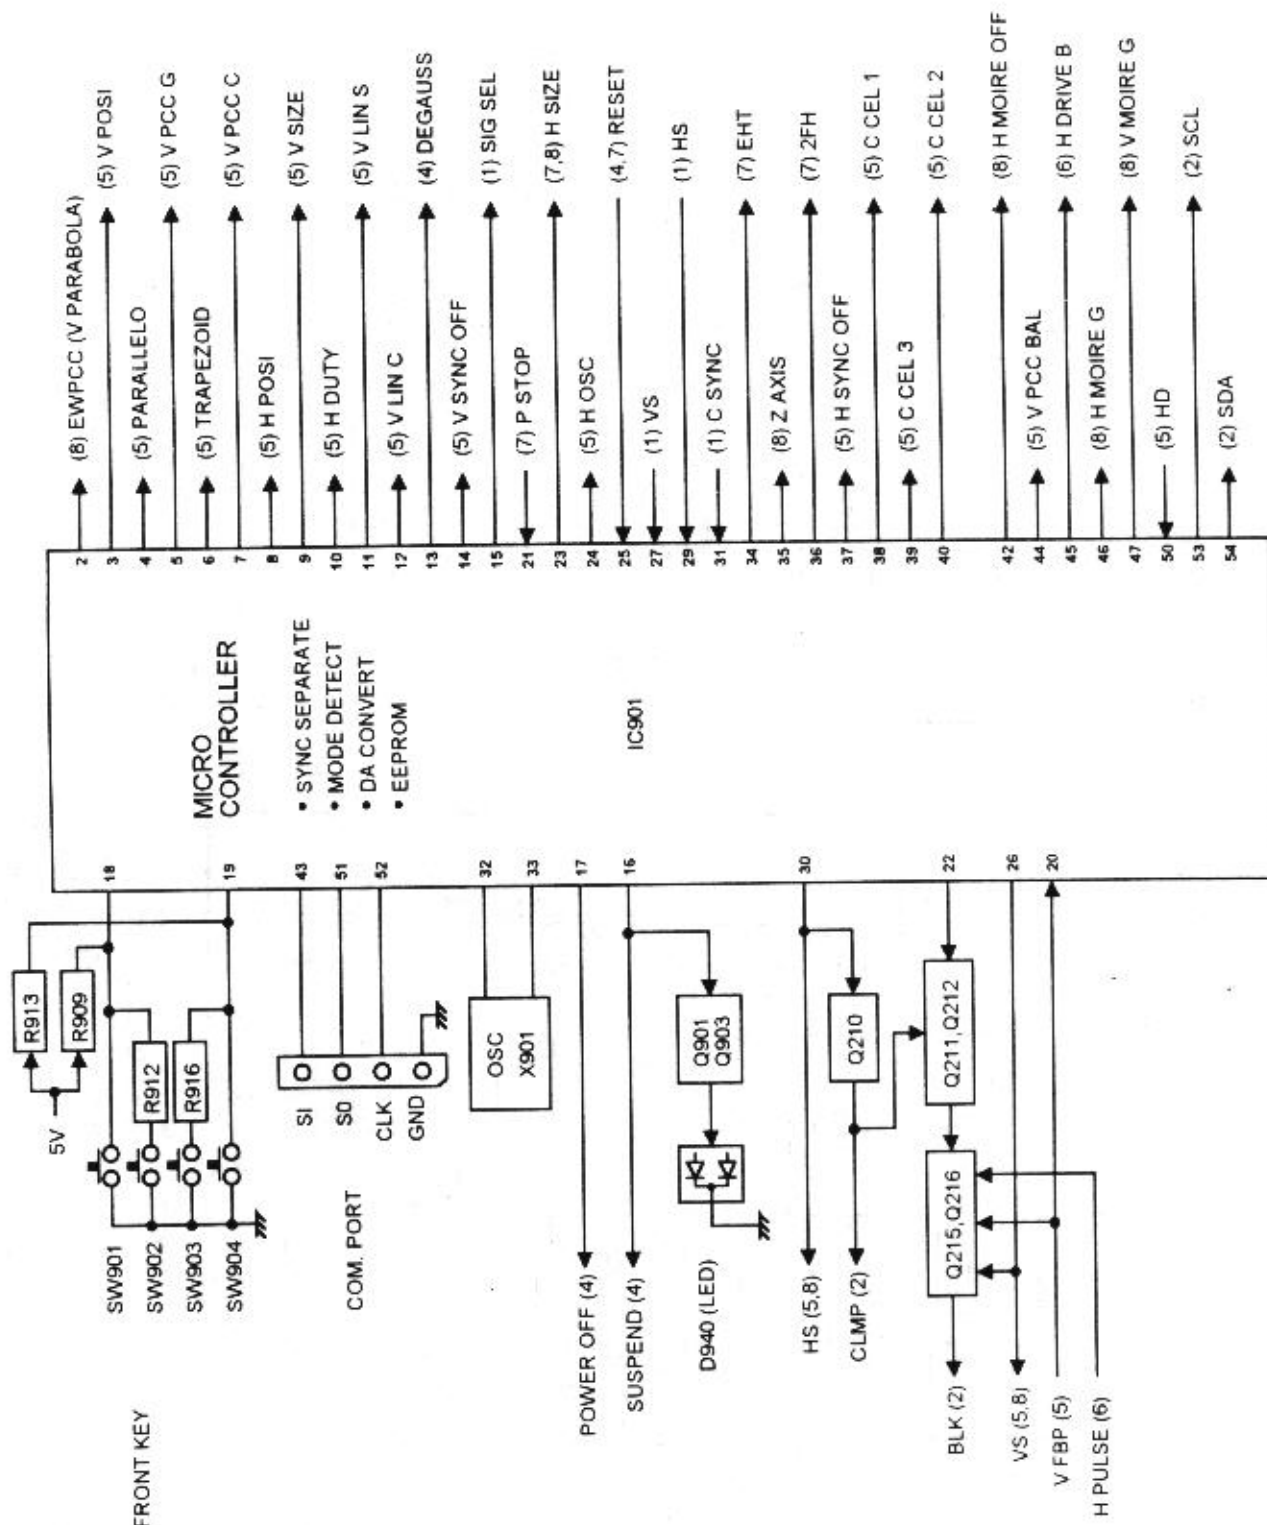 FRONT KEY
SW901
SW902
SW903
SW904
5V
R913
R909
R912
R916
18
19
COM. PORT
SI
S0
CLK
GND
43
51
52
OSC
X901
32
33
POWER OFF (4)
17
SUSPEND (4)
16
Q901
Q903
D940 (LED)
HS (5,8)
30
CLMP (2)
Q210
Q211,Q212
22
Q215,Q216
BLK (2)
VS (5,8)
26
V FBP (5)
20
H PULSE (6)
MICRO
CONTROLLER
• SYNC SEPARATE
• MODE DETECT
• DA CONVERT
• EEPROM
IC901
2 (8) EWPCC (V PARABOLA)
3 (5) V POSI
4 (5) PARALLELO
5 (5) V PCC G
6 (5) TRAPEZOID
7 (5) V PCC C
8 (5) H POSI
9 (5) V SIZE
10 (5) H DUTY
11 (5) V LIN S
12 (5) V LIN C
13 (4) DEGAUSS
14 (5) V SYNC OFF
15 (1) SIG SEL
21 (7) P STOP
23 (7,8) H SIZE
24 (5) H OSC
25 (4,7) RESET
27 (1) VS
29 (1) HS
31 (1) C SYNC
34 (7) EHT
35 (8) Z AXIS
36 (7) 2FH
37 (5) H SYNC OFF
38 (5) C CEL 1
39 (5) C CEL 3
40 (5) C CEL 2
42 (8) H MOIRE OFF
44 (5) V PCC BAL
45 (6) H DRIVE B
46 (8) H MOIRE G
47 (8) V MOIRE G
50 (5) HD
53 (2) SCL
54 (2) SDA